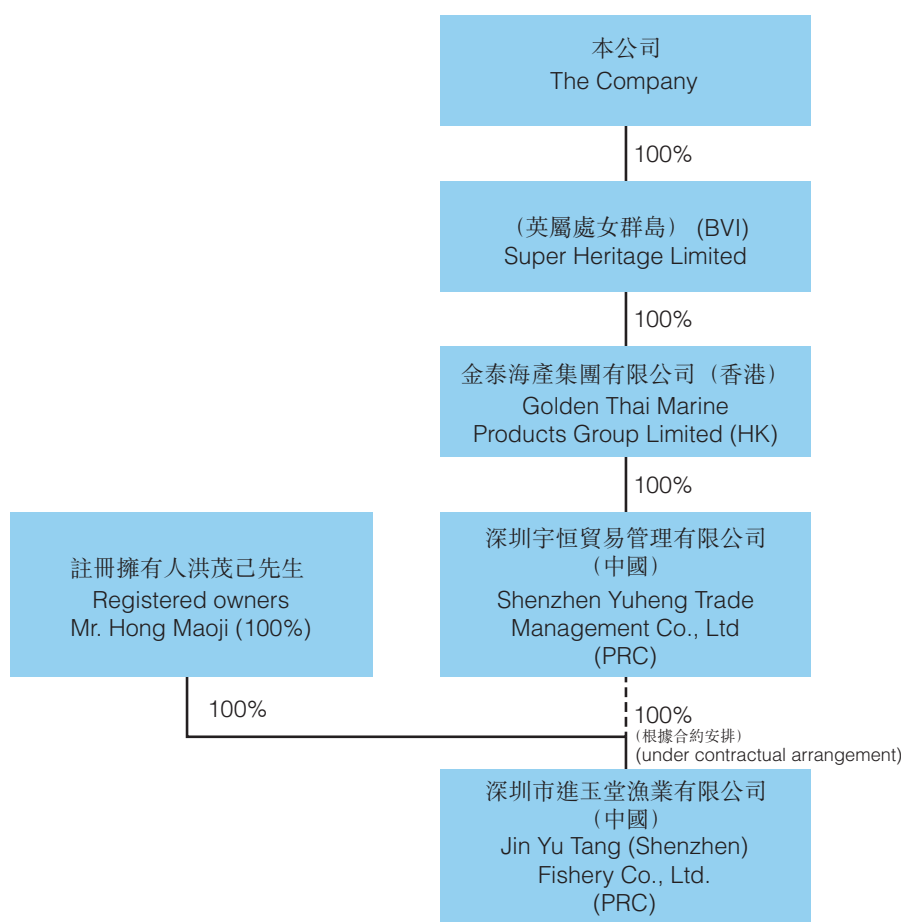 本公司
The Company
100%
（英屬處女群島） (BVI)
Super Heritage Limited
100%
金泰海產集團有限公司（香港）
Golden Thai Marine
Products Group Limited (HK)
100%
註冊擁有人洪茂己先生
Registered owners
Mr. Hong Maoji (100%)
深圳宇恒貿易管理有限公司
（中國）
Shenzhen Yuheng Trade
Management Co., Ltd
(PRC)
100%
100%
（根據合約安排）
(under contractual arrangement)
深圳市進玉堂漁業有限公司
（中國）
Jin Yu Tang (Shenzhen)
Fishery Co., Ltd.
(PRC)